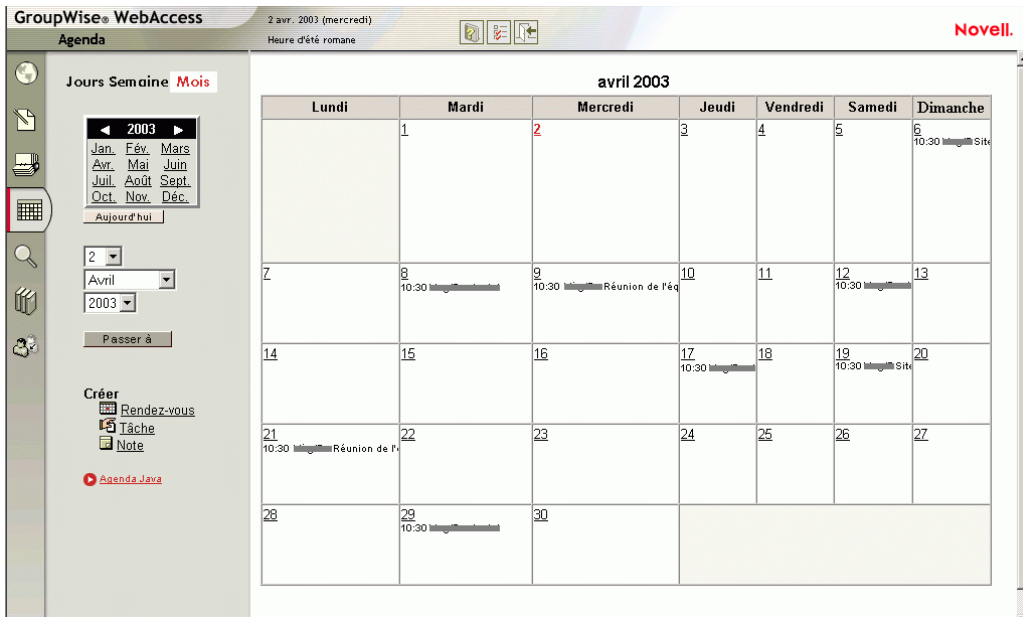 GroupWise® WebAccess
Agenda
2 avr. 2003 (mercredi)
Heure d'été romane
Novell.
Jours Semaine Mois
2003
Jan. Fév. Mars
Avr. Mai Juin
Juil. Août Sept.
Oct. Nov. Déc.
Aujourd'hui
2
Avril
2003
Passer à
Créer
Rendez-vous
Tâche
Note
Agenda Java
avril 2003
Lundi Mardi Mercredi Jeudi Vendredi Samedi Dimanche
1 2 3 4 5 6
10:30 Site
7 8 9 10 11 12 13
10:30 10:30 Réunion de l'éq 10:30
14 15 16 17 18 19 20
10:30 10:30 Site
21 22 23 24 25 26 27
10:30 Réunion de l'
28 29 30
10:30